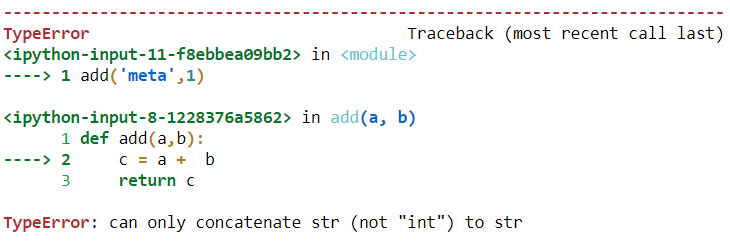 ---------------------------------------------------------------------------
TypeError                                 Traceback (most recent call last)
<ipython-input-11-f8ebbea09bb2> in <module>
----> 1 add('meta',1)

<ipython-input-8-1228376a5862> in add(a, b)
      1 def add(a,b):
----> 2     c = a +  b
      3     return c

TypeError: can only concatenate str (not "int") to str